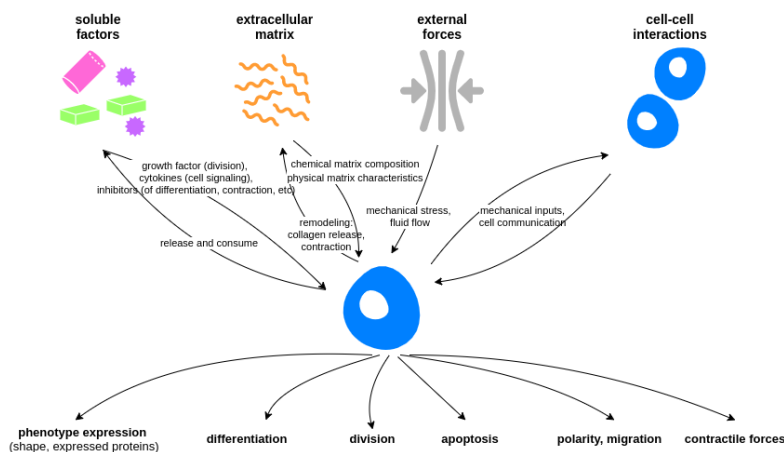 soluble
factors
extracellular
matrix
external
forces
cell-cell
interactions
growth factor (division),
cytokines (cell signaling),
inhibitors (of differentiation, contraction, etc)
chemical matrix composition
physical matrix characteristics
mechanical stress,
fluid flow
mechanical inputs,
cell communication
remodeling:
collagen release,
contraction
release and consume
phenotype expression
(shape, expressed proteins)
differentiation
division
apoptosis
polarity, migration
contractile forces